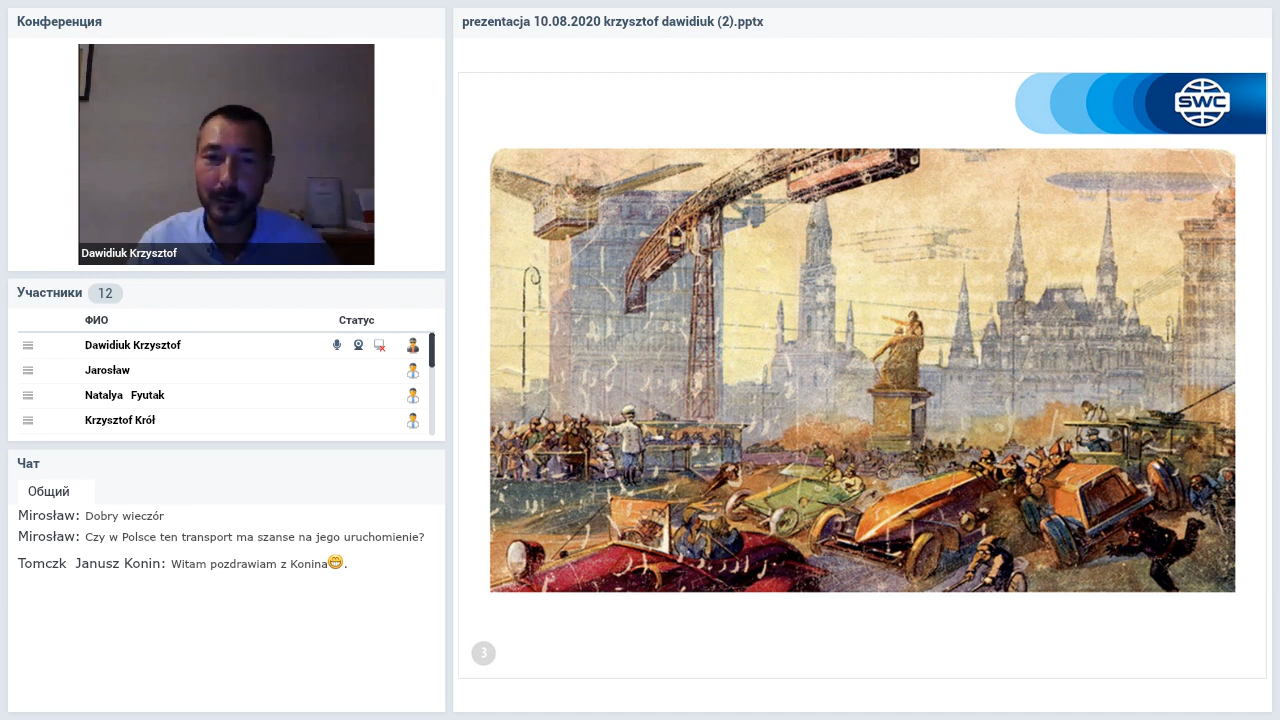 Конференция
Dawidiuk Krzysztof
Участники 12
ФИО Статус
Dawidiuk Krzysztof
Jarosław
Natalya Fyutak
Krzysztof Król
Чат
Общий
Mirosław: Dobry wieczór
Mirosław: Czy w Polsce ten transport ma szanse na jego uruchomienie?
Tomczk Janusz Konin: Witam pozdrawiam z Konina😁.
prezentacja 10.08.2020 krzysztof dawidiuk (2).pptx
SWC
3